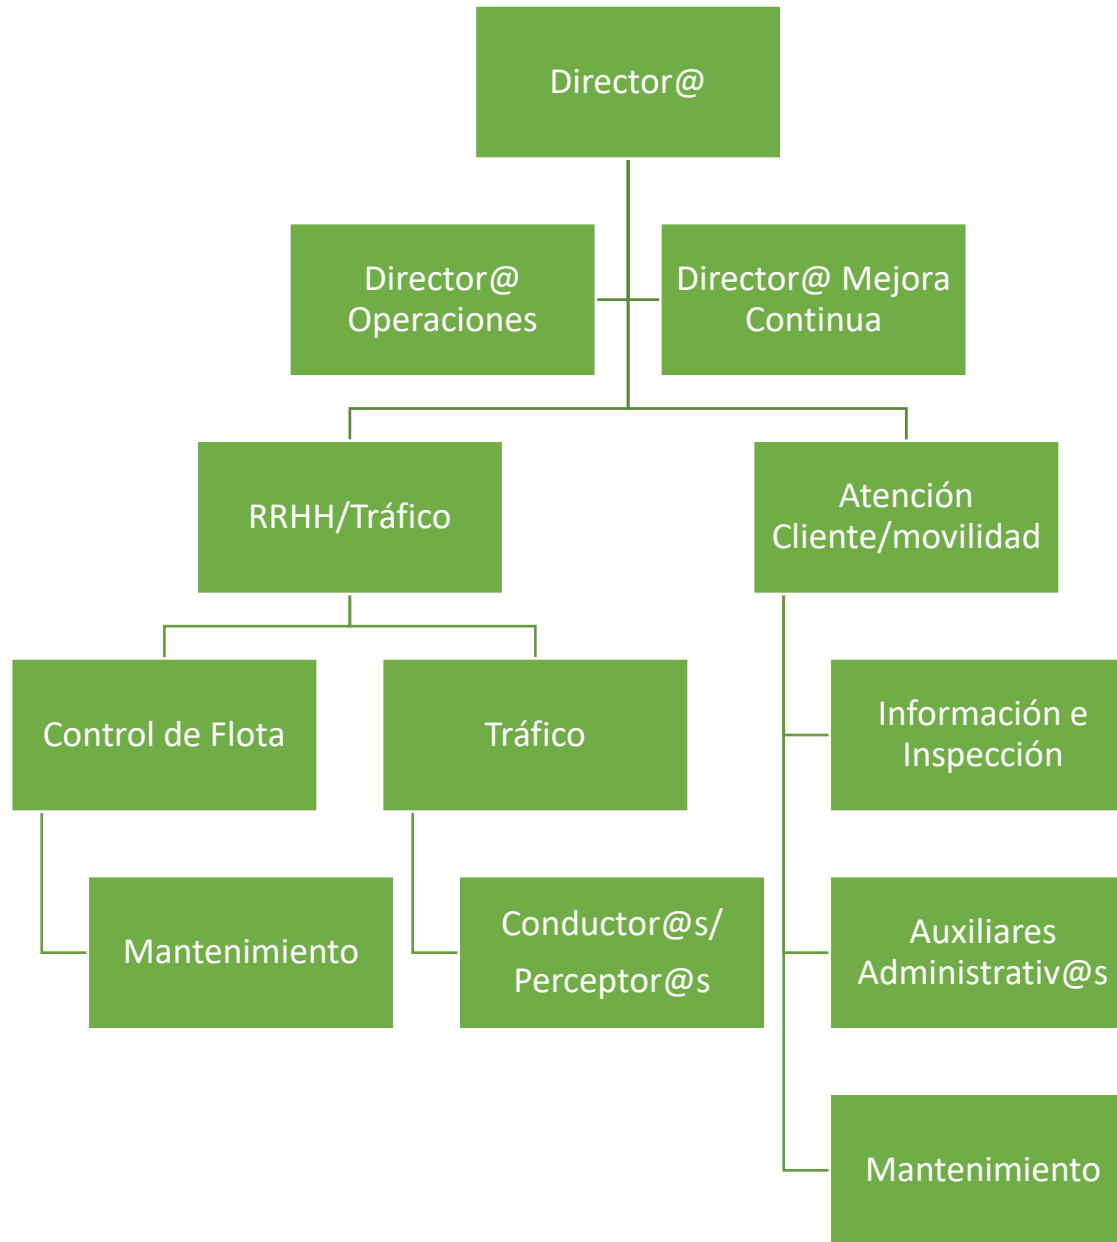 Director@
Director@
Operaciones
Director@ Mejora
Continua
RRHH/Tráfico
Atención
Cliente/movilidad
Control de Flota
Tráfico
Información e
Inspección
Mantenimiento
Conductor@s/
Perceptor@s
Auxiliares
Administrativ@s
Mantenimiento